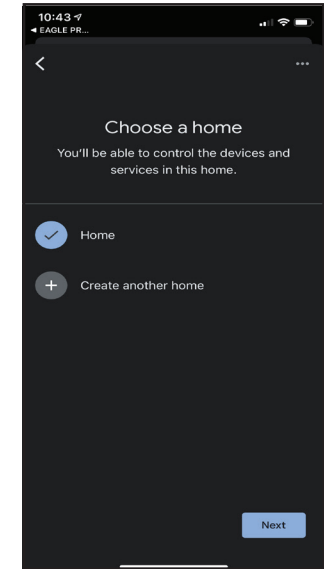 10:43
◀ EAGLE PR...
Choose a home
You'll be able to control the devices and
services in this home.
Home
Create another home
Next